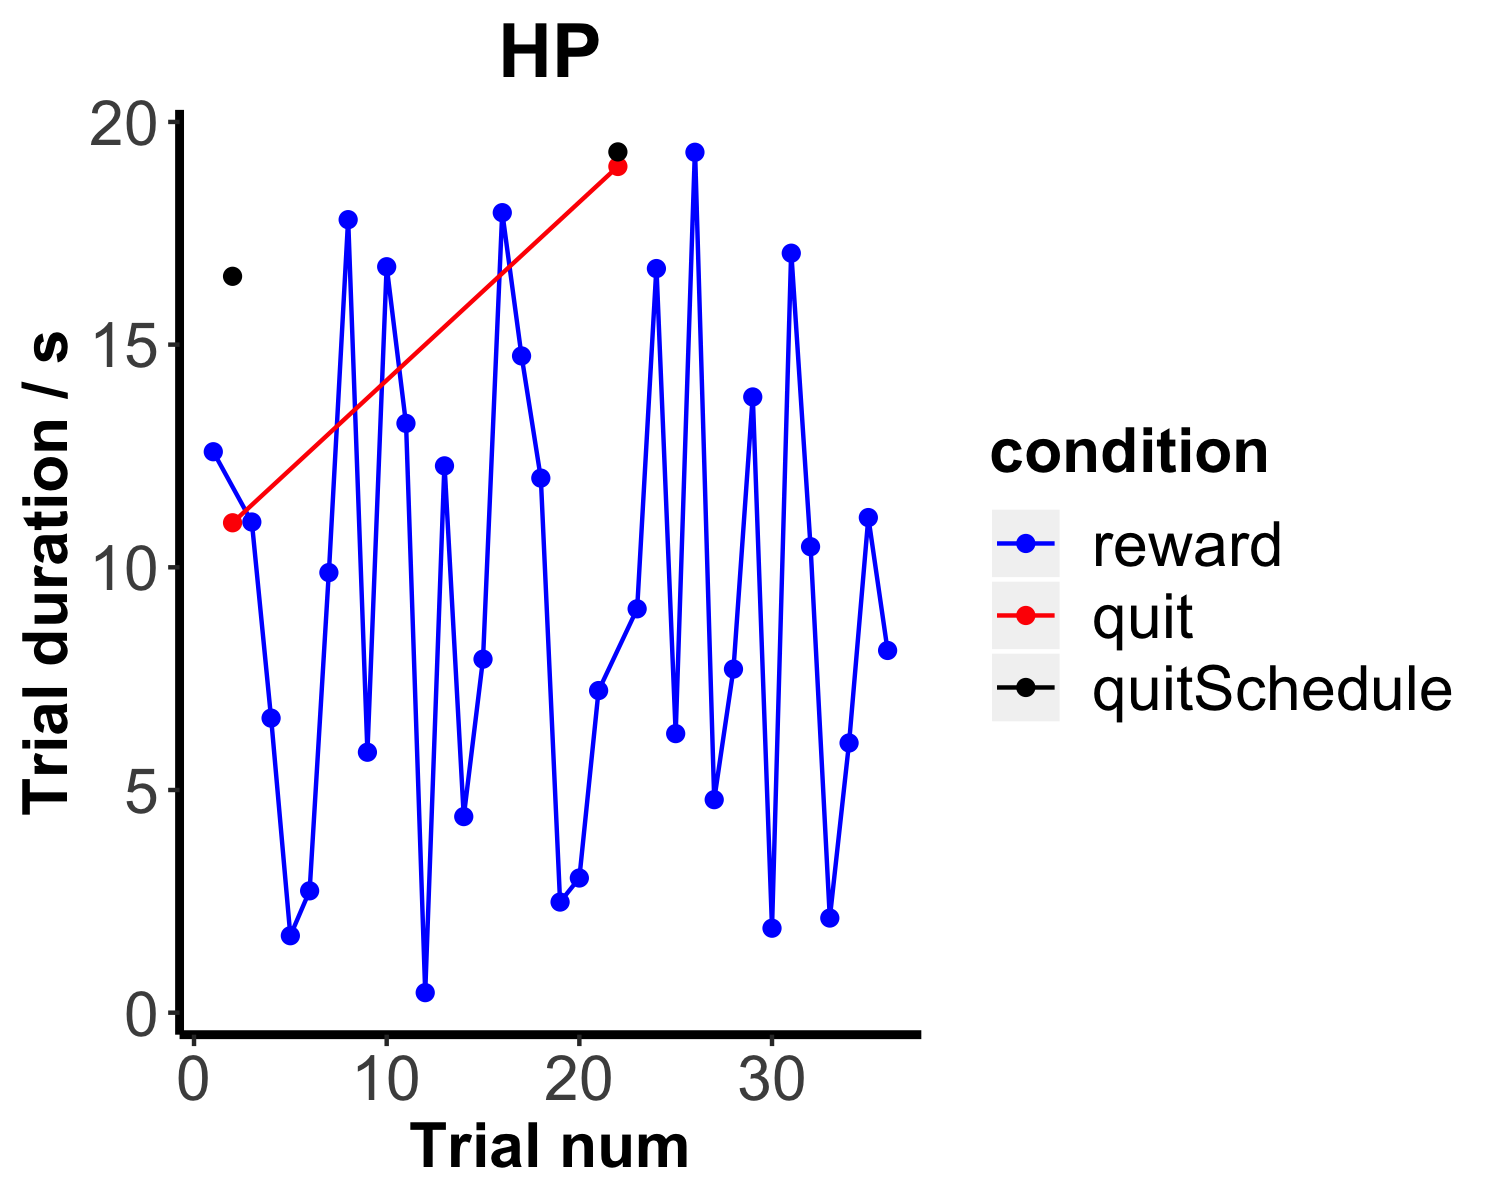 HP
Trial duration / s
20
15
10
5
0
0 10 20 30
Trial num
condition
reward
quit
quitSchedule